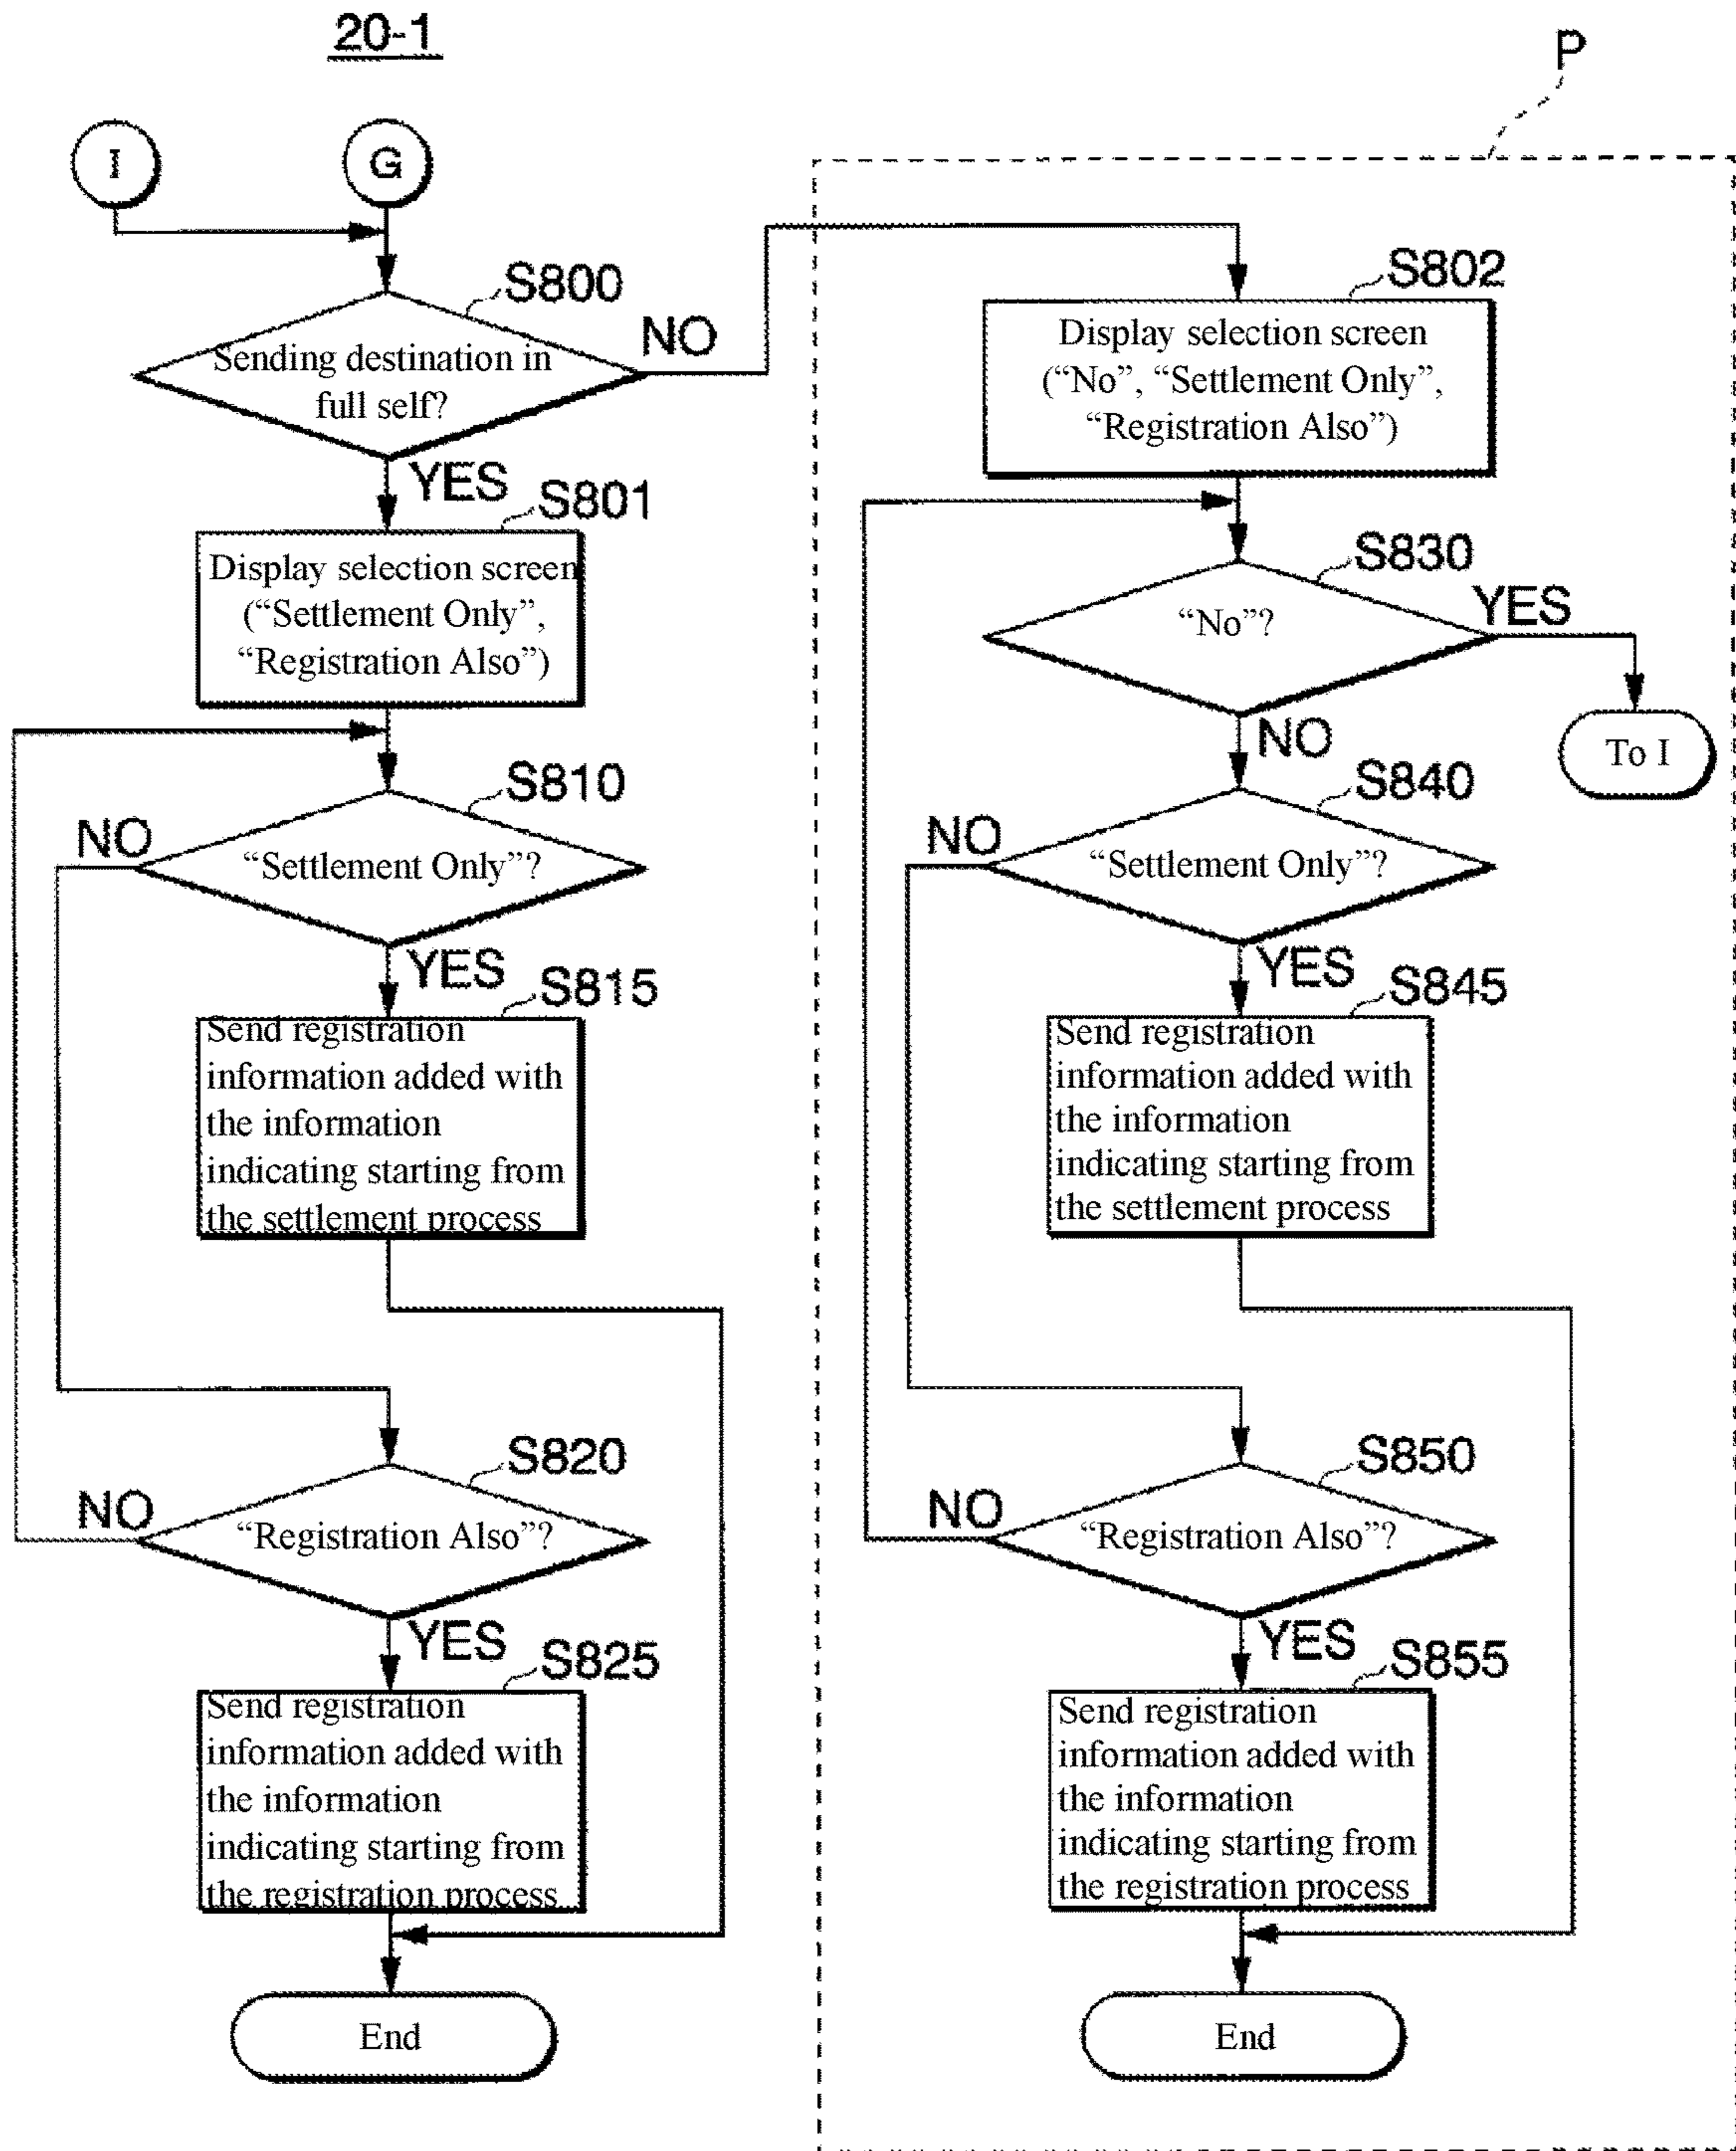 20-1
P
I
G
S800
Sending destination in
full self?
NO
YES
S801
Display selection screen
(“Settlement Only”,
“Registration Also”)
S810
NO
“Settlement Only”?
YES
S815
Send registration
information added with
the information
indicating starting from
the settlement process
S820
NO
“Registration Also”?
YES
S825
Send registration
information added with
the information
indicating starting from
the registration process
End
S802
Display selection screen
(“No”, “Settlement Only”,
“Registration Also”)
S830
“No”?
YES
To I
NO
S840
NO
“Settlement Only”?
YES
S845
Send registration
information added with
the information
indicating starting from
the settlement process
S850
NO
“Registration Also”?
YES
S855
Send registration
information added with
the information
indicating starting from
the registration process
End